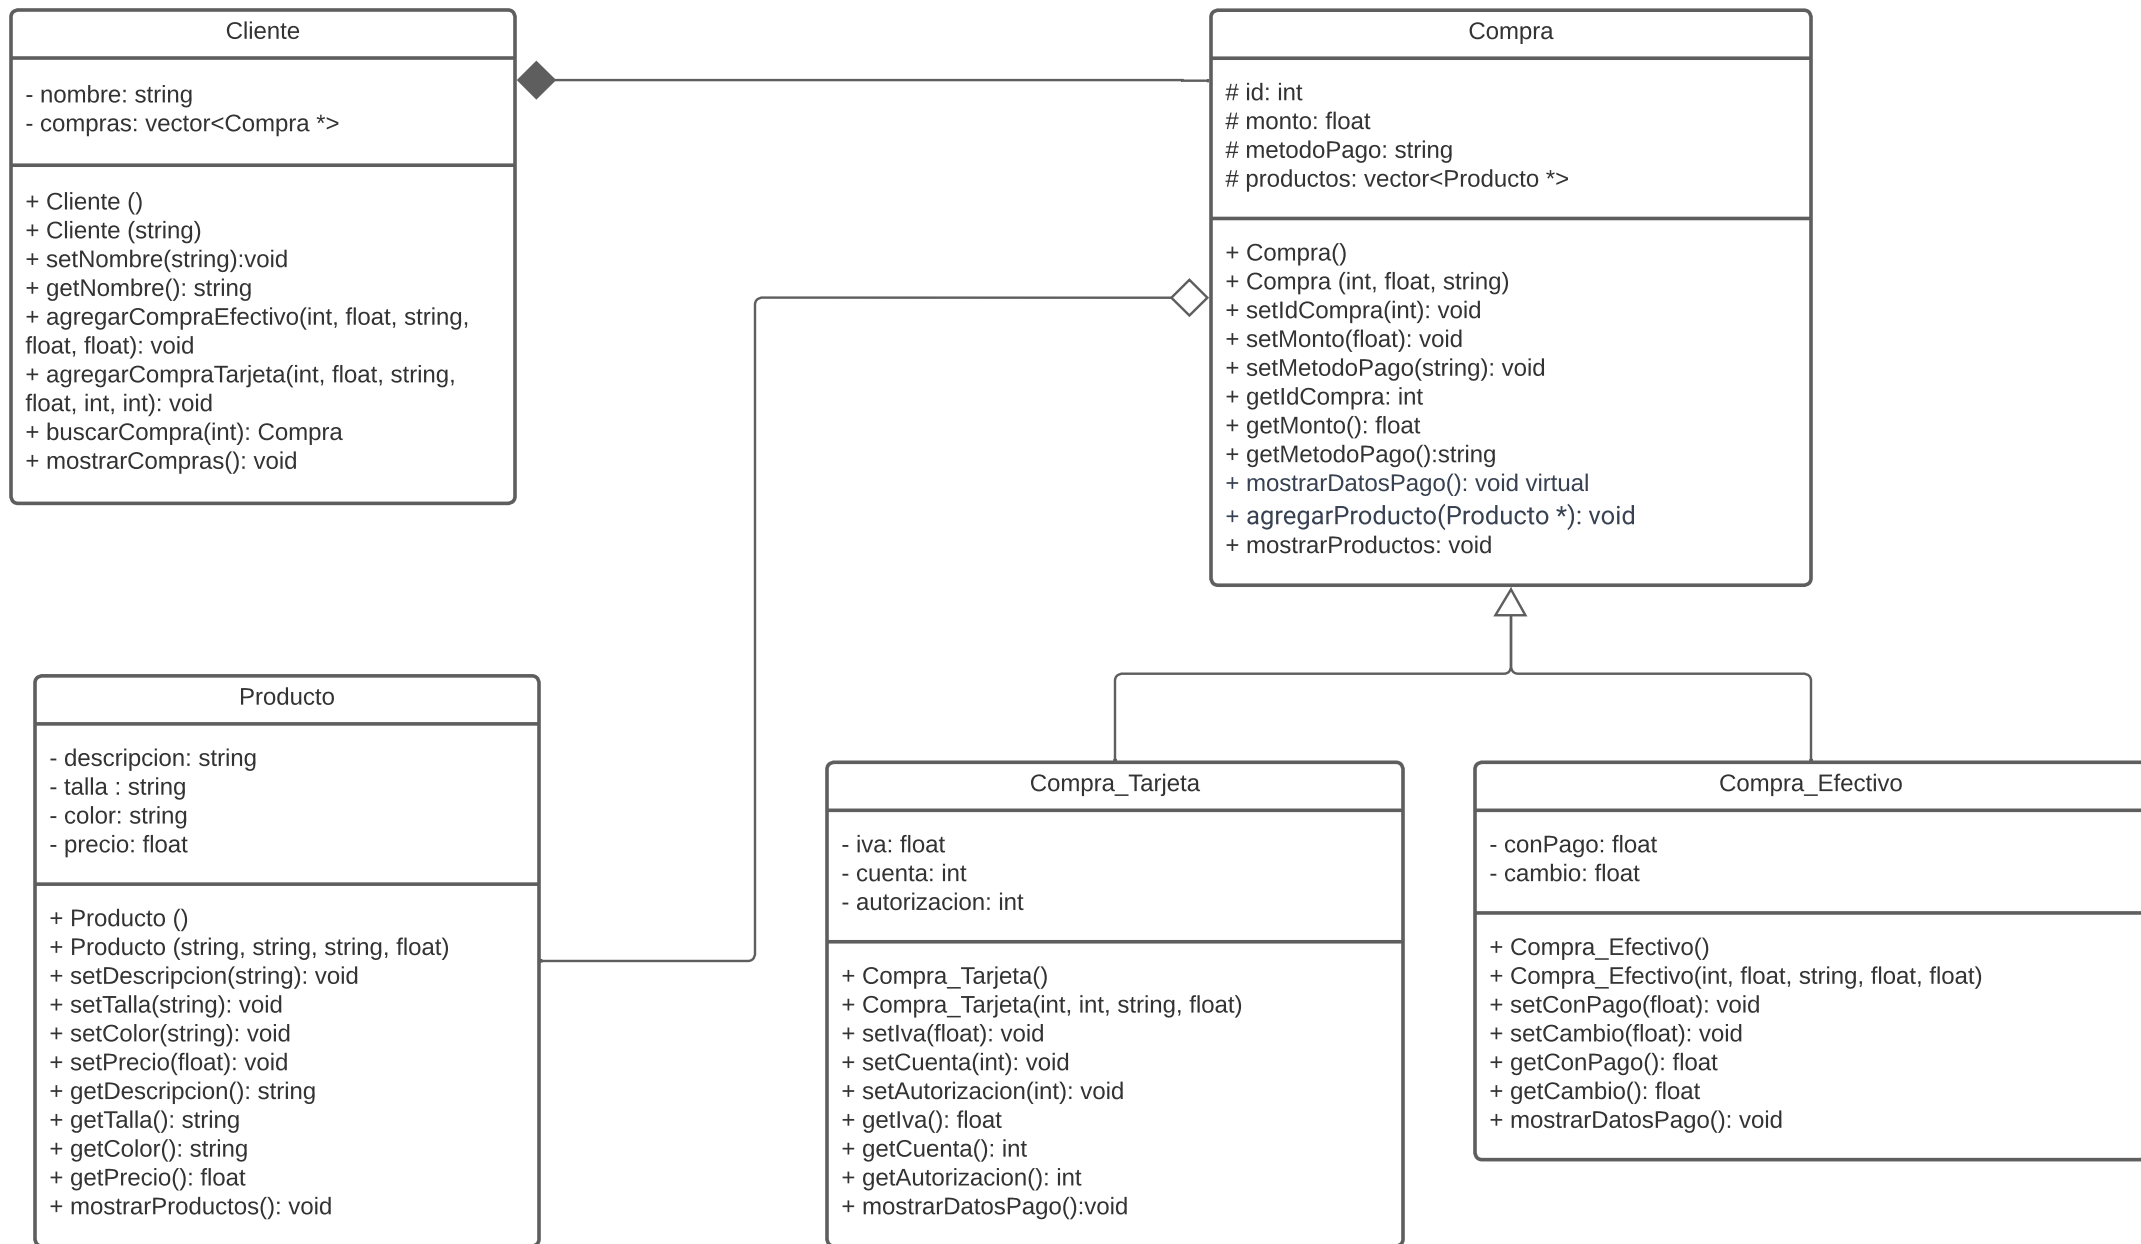 Cliente
- nombre: string
- compras: vector<Compra *>
+ Cliente ()
+ Cliente (string)
+ setNombre(string):void
+ getNombre(): string
+ agregarCompraEfectivo(int, float, string,
float, float): void
+ agregarCompraTarjeta(int, float, string,
float, int, int): void
+ buscarCompra(int): Compra
+ mostrarCompras(): void
Compra
# id: int
# monto: float
# metodoPago: string
# productos: vector<Producto *>
+ Compra()
+ Compra (int, float, string)
+ setIdCompra(int): void
+ setMonto(float): void
+ setMetodoPago(string): void
+ getIdCompra: int
+ getMonto(): float
+ getMetodoPago():string
+ mostrarDatosPago(): void virtual
+ agregarProducto(Producto *): void
+ mostrarProductos: void
Producto
- descripcion: string
- talla : string
- color: string
- precio: float
+ Producto ()
+ Producto (string, string, string, float)
+ setDescripcion(string): void
+ setTalla(string): void
+ setColor(string): void
+ setPrecio(float): void
+ getDescripcion(): string
+ getTalla(): string
+ getColor(): string
+ getPrecio(): float
+ mostrarProductos(): void
Compra_Tarjeta
- iva: float
- cuenta: int
- autorizacion: int
+ Compra_Tarjeta()
+ Compra_Tarjeta(int, int, string, float)
+ setIva(float): void
+ setCuenta(int): void
+ setAutorizacion(int): void
+ getIva(): float
+ getCuenta(): int
+ getAutorizacion(): int
+ mostrarDatosPago():void
Compra_Efectivo
- conPago: float
- cambio: float
+ Compra_Efectivo()
+ Compra_Efectivo(int, float, string, float, float)
+ setConPago(float): void
+ setCambio(float): void
+ getConPago(): float
+ getCambio(): float
+ mostrarDatosPago(): void